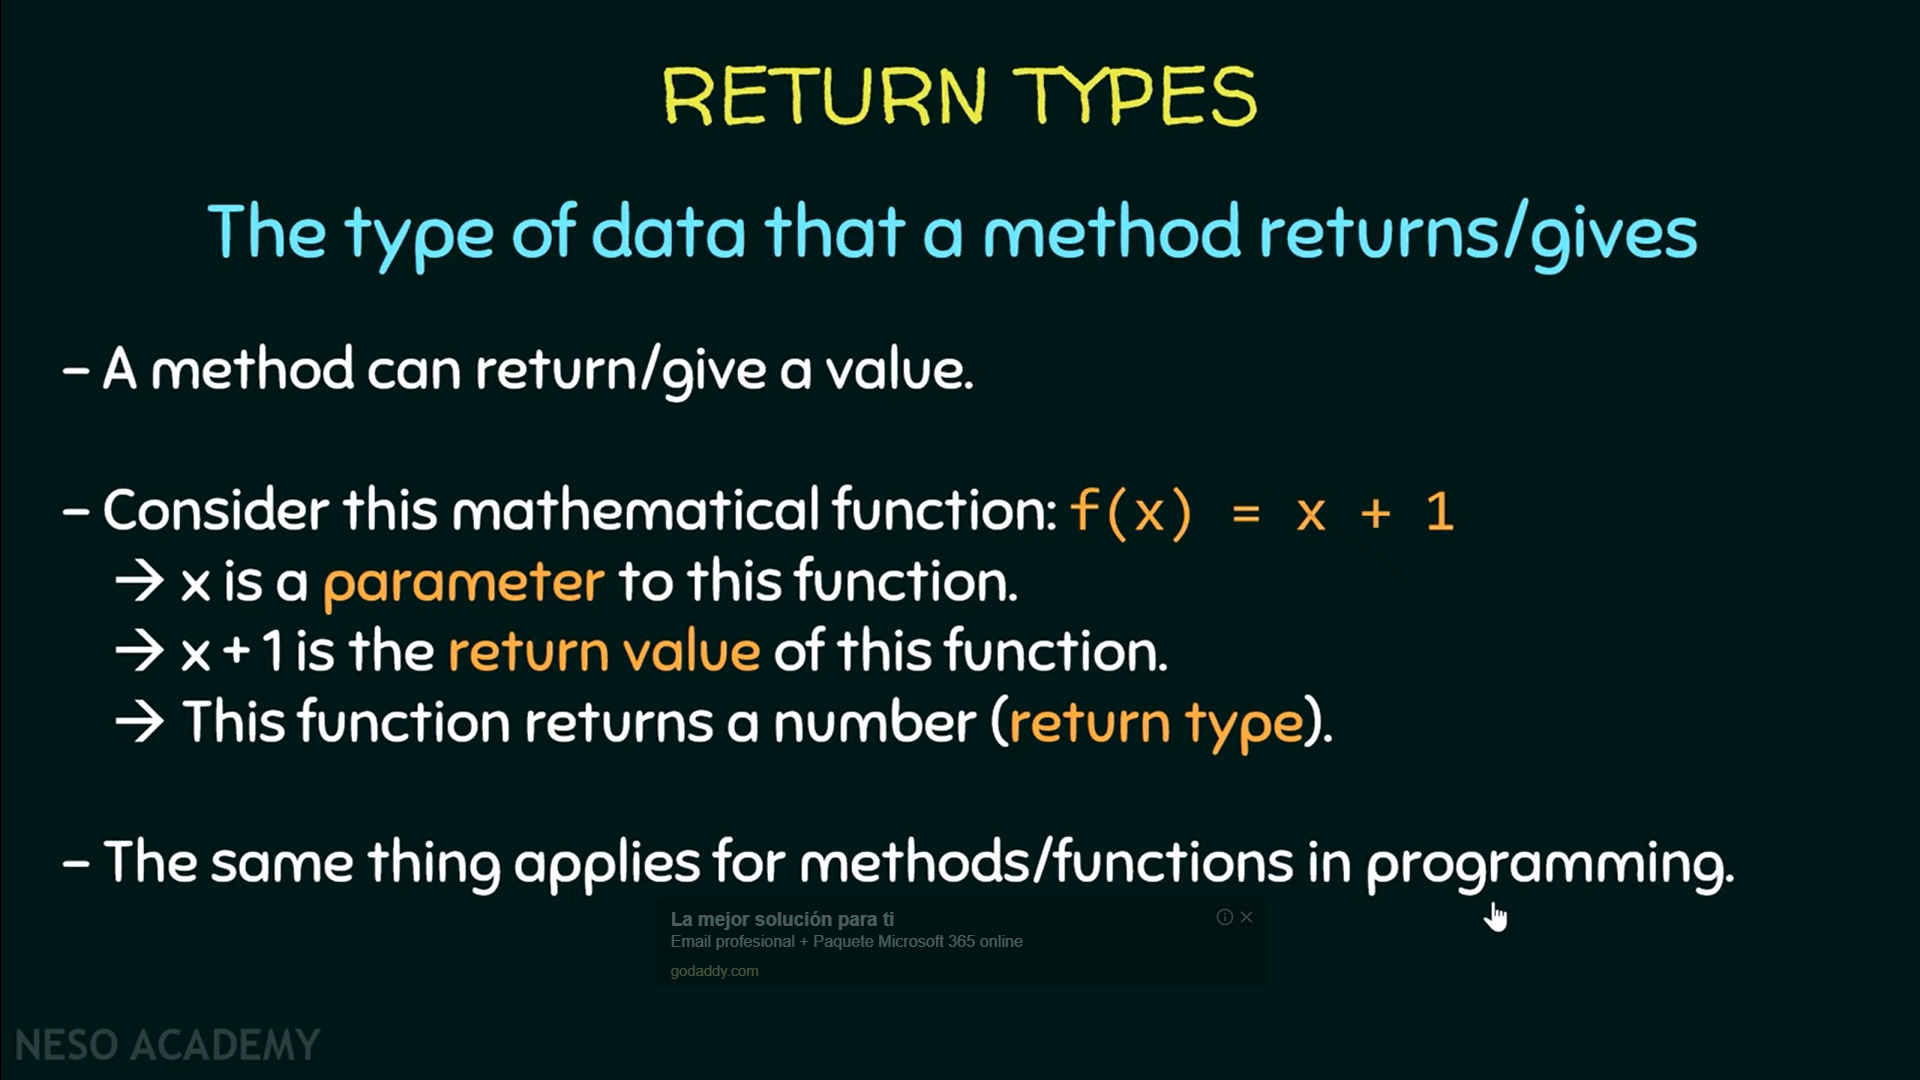 RETURN TYPES
The type of data that a method returns/gives
– A method can return/give a value.
– Consider this mathematical function: f(x) = x + 1
→ x is a parameter to this function.
→ x + 1 is the return value of this function.
→ This function returns a number (return type).
– The same thing applies for methods/functions in programming.
La mejor solución para ti
Email profesional + Paquete Microsoft 365 online
godaddy.com
NESO ACADEMY